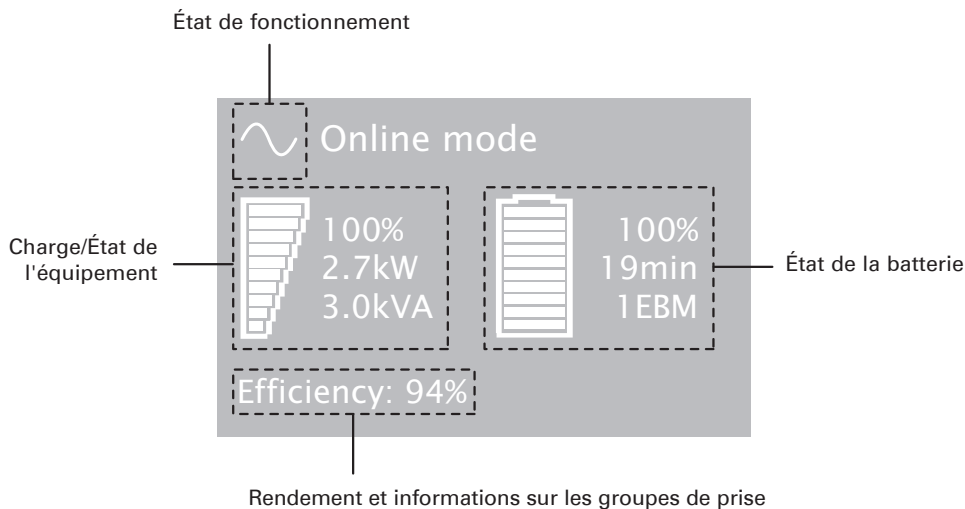 État de fonctionnement
Online mode
Charge/État de
l'équipement
100%
2.7kW
3.0kVA
100%
19min
1EBM
État de la batterie
Efficiency: 94%
Rendement et informations sur les groupes de prise